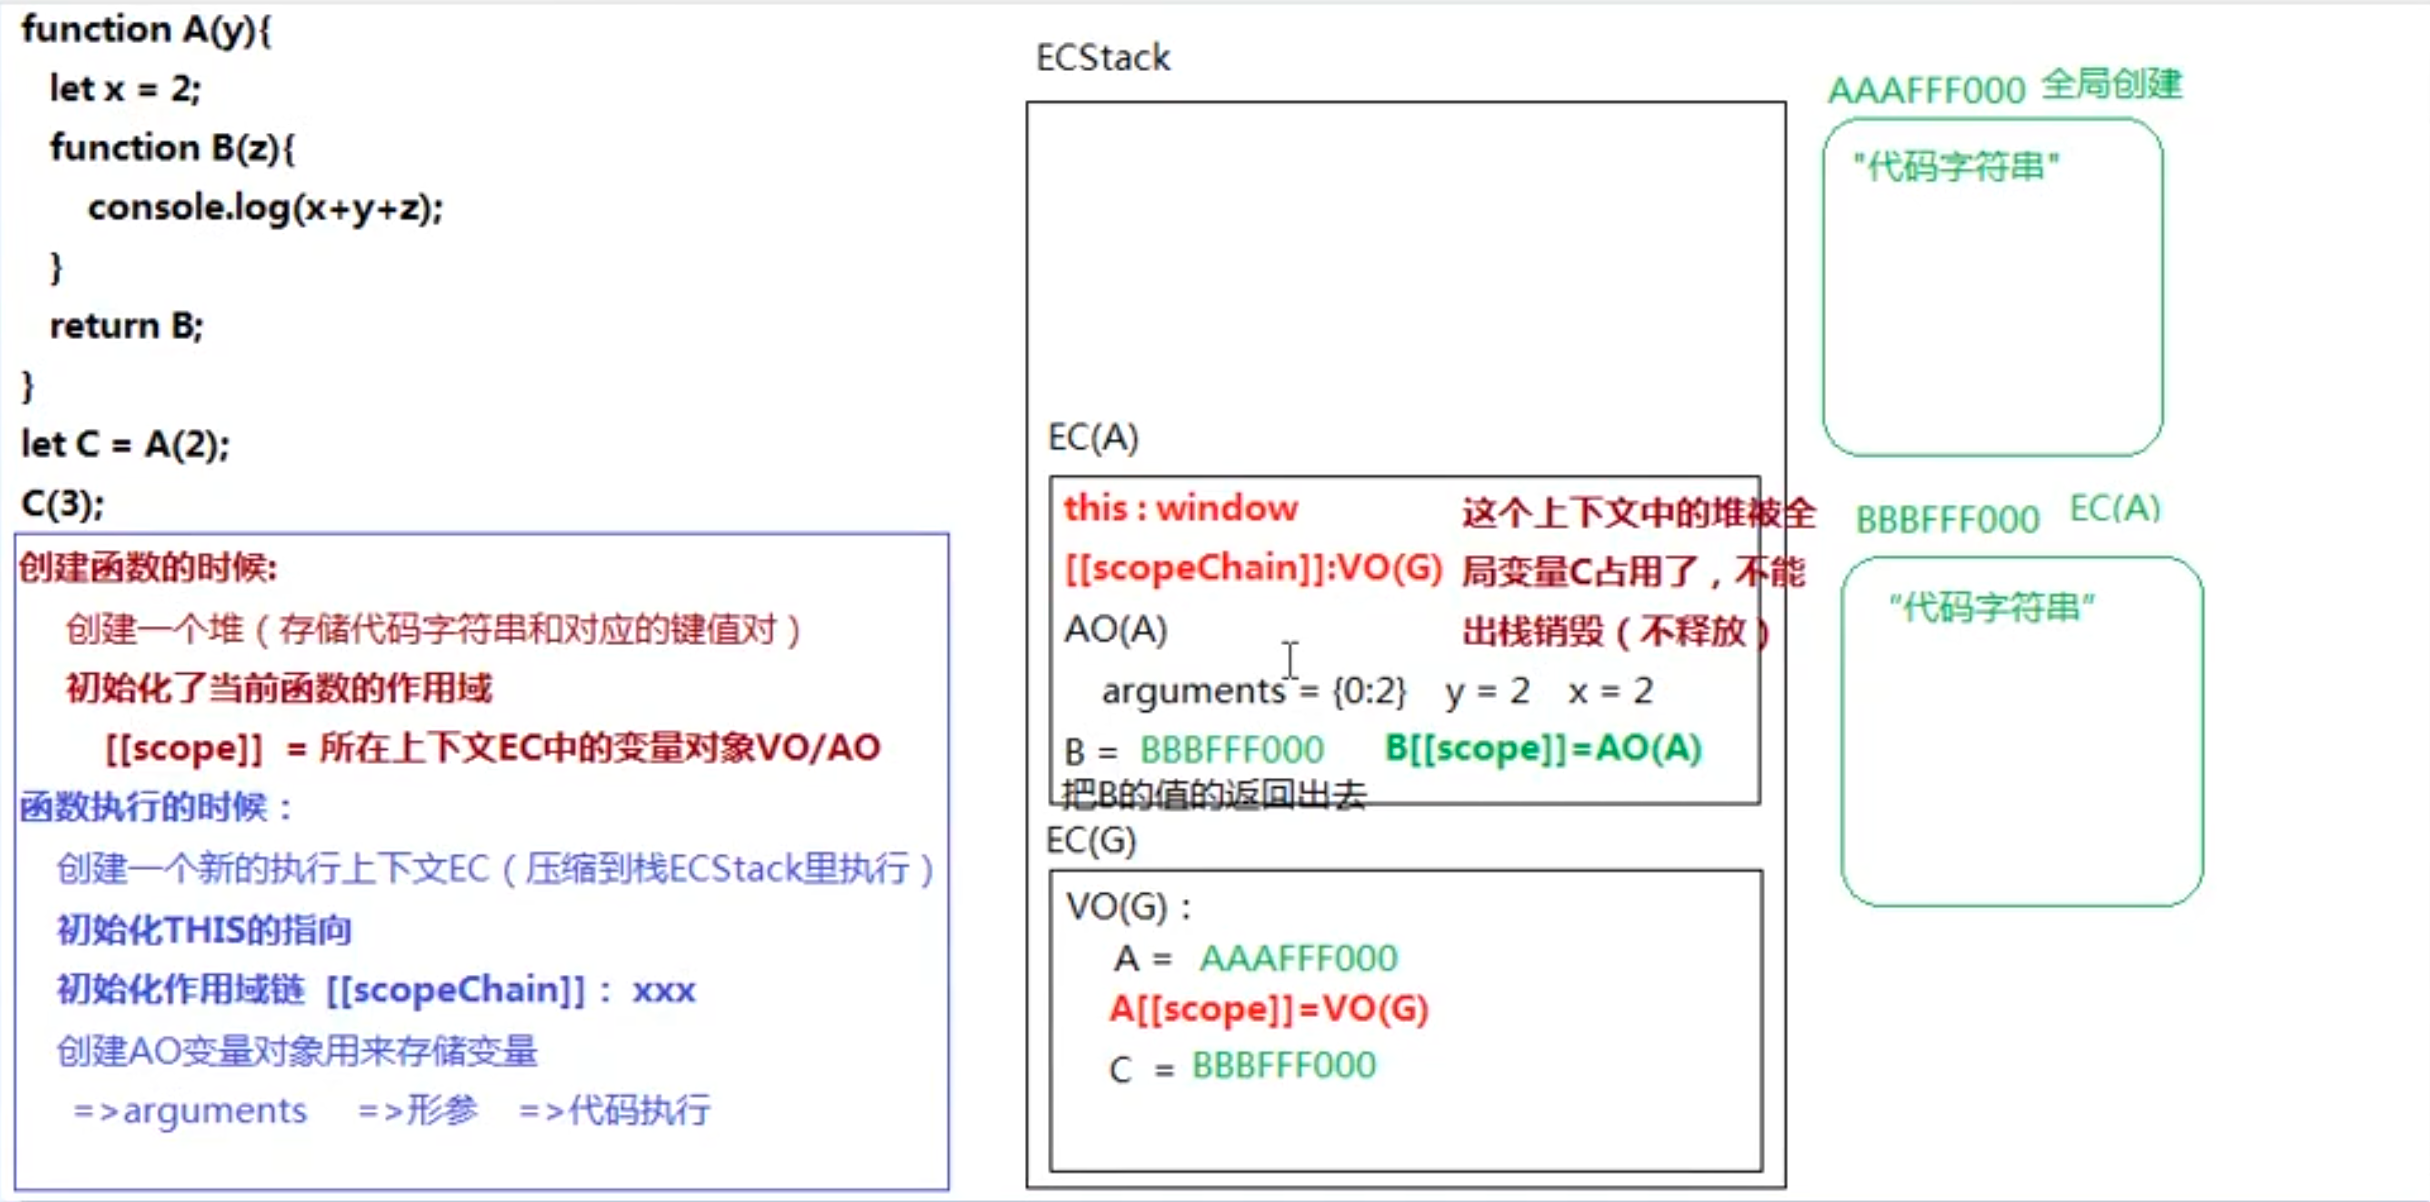 function A(y){
let x = 2;
function B(z){
console.log(x+y+z);
}
return B;
}
let C = A(2);
C(3);
创建函数的时候:
创建一个堆（存储代码字符串和对应的键值对）
初始化了当前函数的作用域
[[scope]] = 所在上下文EC中的变量对象VO/AO
函数执行的时候：
创建一个新的执行上下文EC（压缩到栈ECStack里执行）
初始化THIS的指向
初始化作用域链 [[scopeChain]]：xxx
创建AO变量对象用来存储变量
=>arguments =>形参 =>代码执行
ECStack
EC(A)
this : window
[[scopeChain]]:VO(G)
这个上下文中的堆被全
局变量C占用了，不能
出栈销毁（不释放）
AO(A)
arguments = {0:2} y = 2 x = 2
B = BBBFFF000 B[[scope]]=AO(A)
把B的值的返回出去
EC(G)
VO(G)：
A = AAAFFF000
A[[scope]]=VO(G)
C = BBBFFF000
AAAFFF000 全局创建
"代码字符串"
BBBFFF000 EC(A)
“代码字符串”